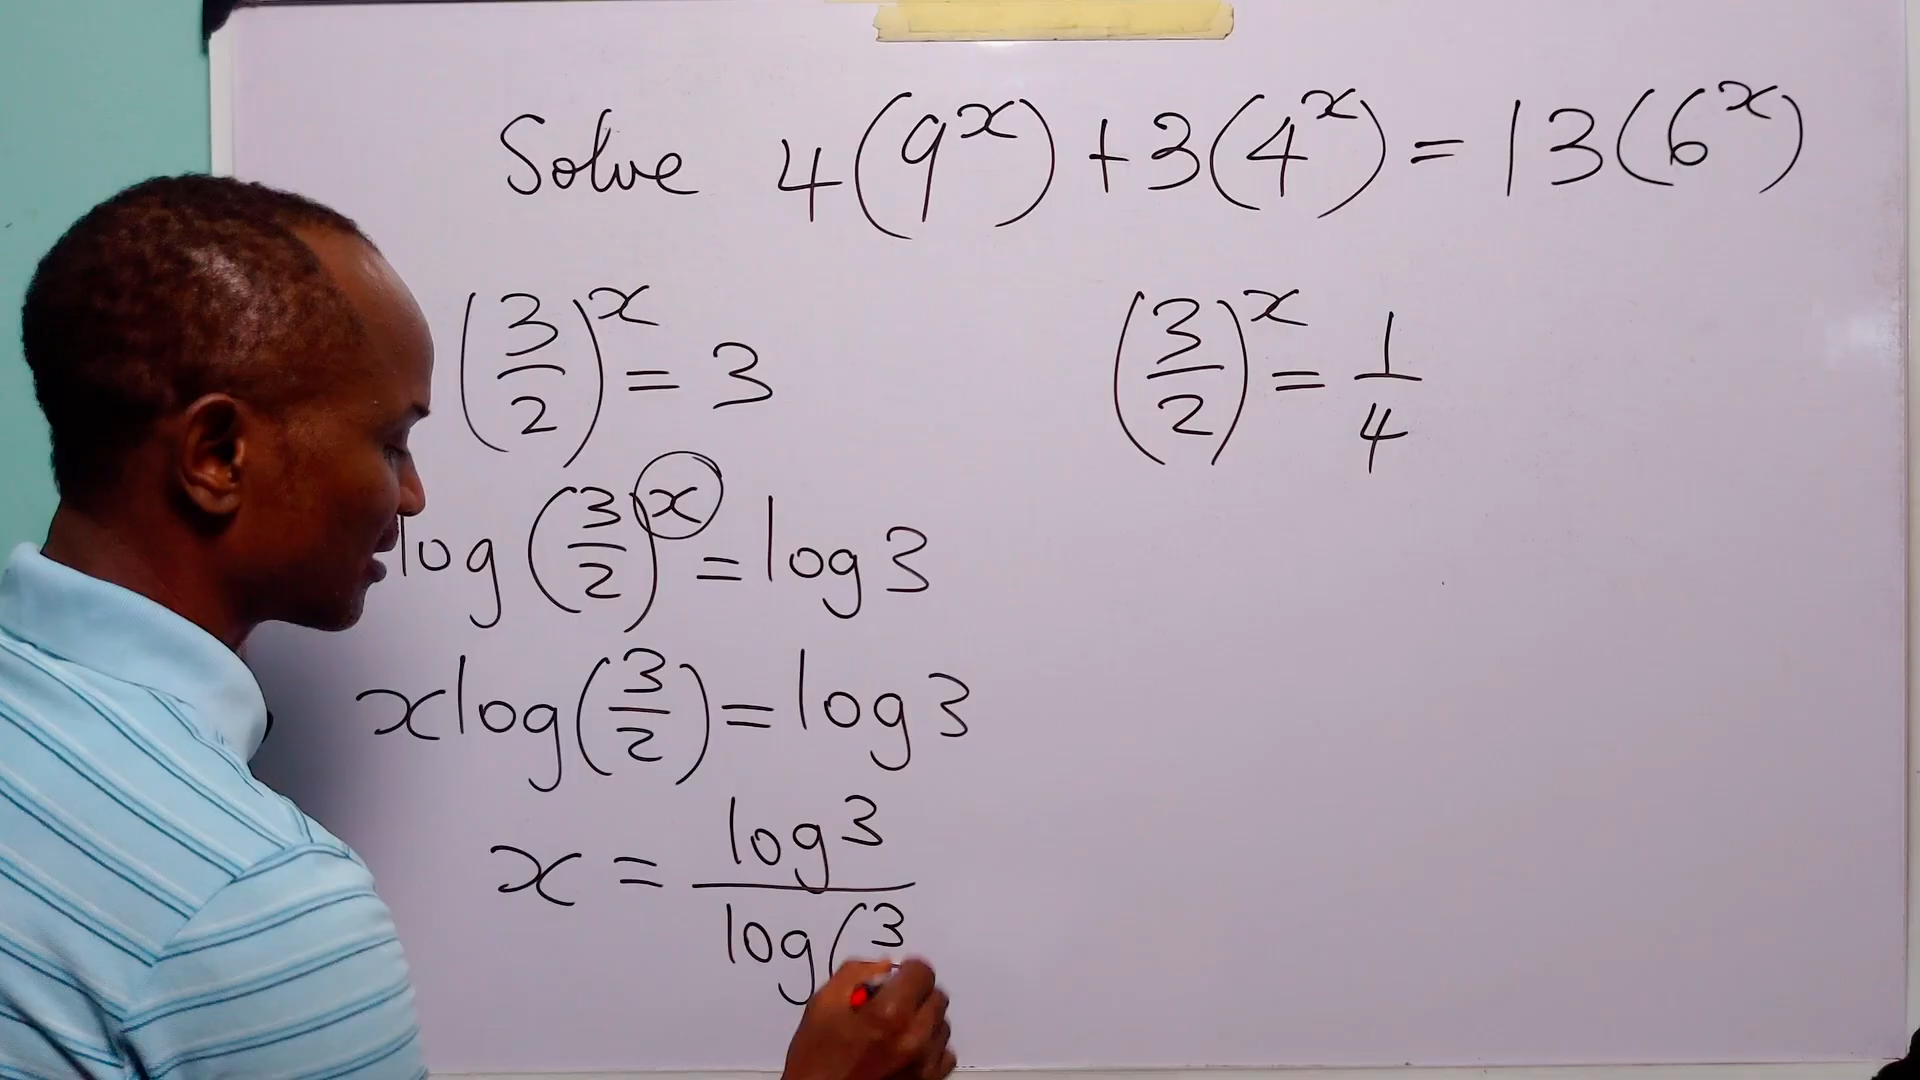 Solve 4(9^x) + 3(4^x) = 13(6^x)
(3/2)^x = 3
(3/2)^x = 1/4
log(3/2)^x = log 3
x log(3/2) = log 3
x = log 3 / log(3